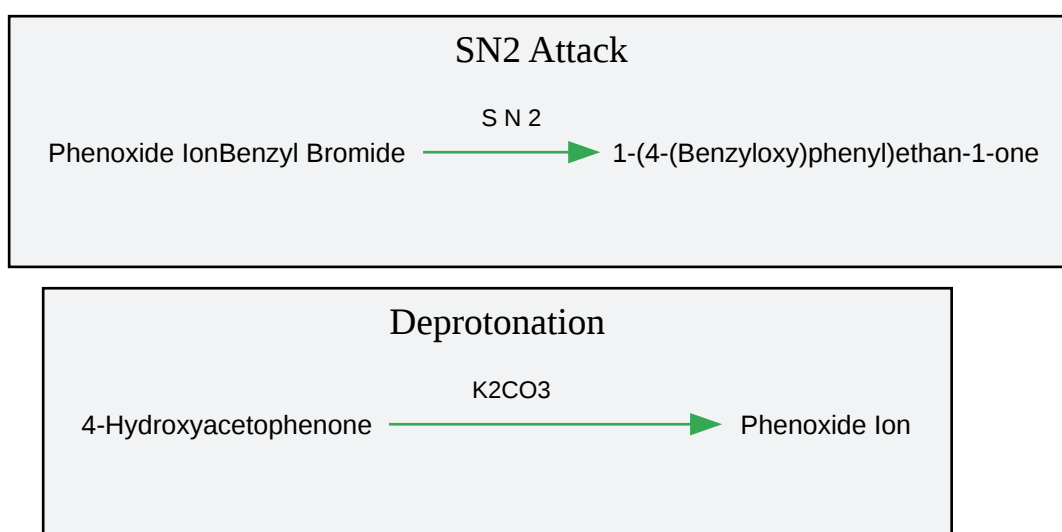 SN2 Attack
S N 2
Phenoxide IonBenzyl Bromide
1-(4-(Benzyloxy)phenyl)ethan-1-one
Deprotonation
K2CO3
4-Hydroxyacetophenone
Phenoxide Ion